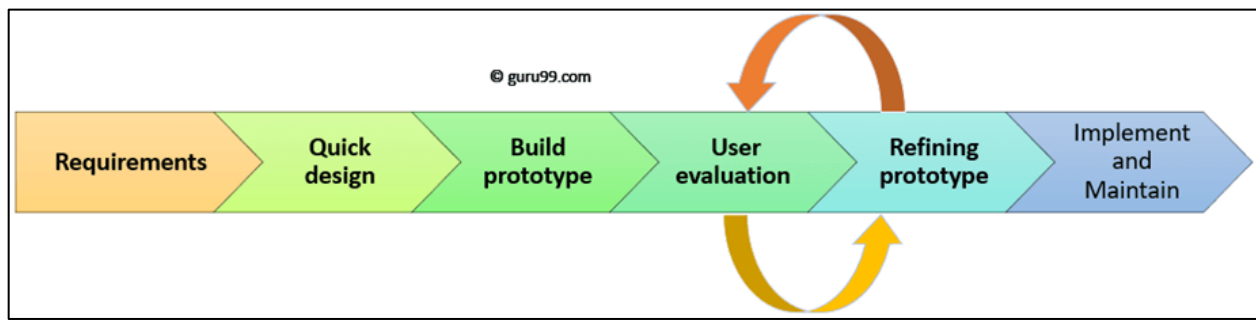 © guru99.com
Requirements
Quick
design
Build
prototype
User
evaluation
Refining
prototype
Implement
and
Maintain